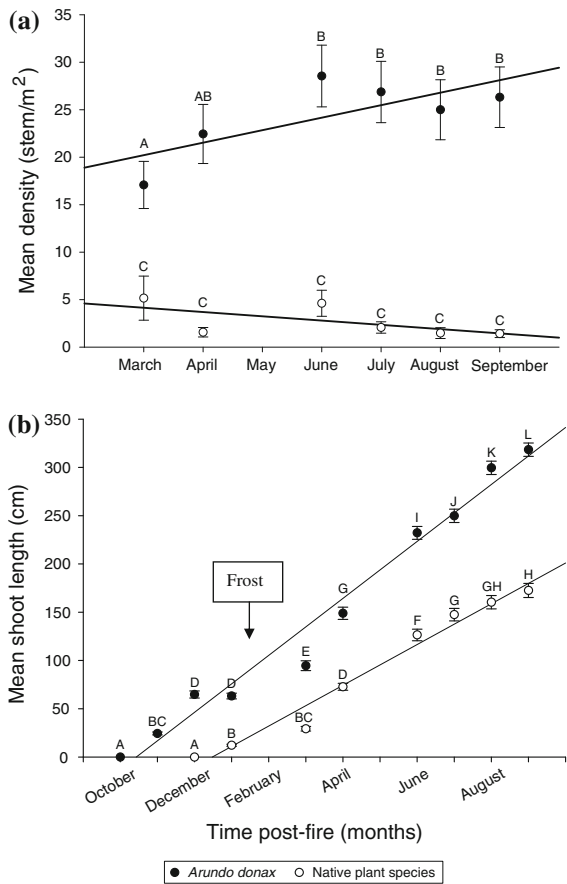 (a)
Mean density (stem/m²)
35
30
25
20
15
10
5
0
A
AB
B
B
B
B
C
C
C
C
C
C
March
April
May
June
July
August
September
(b)
Mean shoot length (cm)
350
300
250
200
150
100
50
0
Frost
A
BC
D
D
E
G
I
J
K
L
A
B
BC
D
F
G
GH
H
October
December
February
April
June
August
Time post-fire (months)
Arundo donax
Native plant species